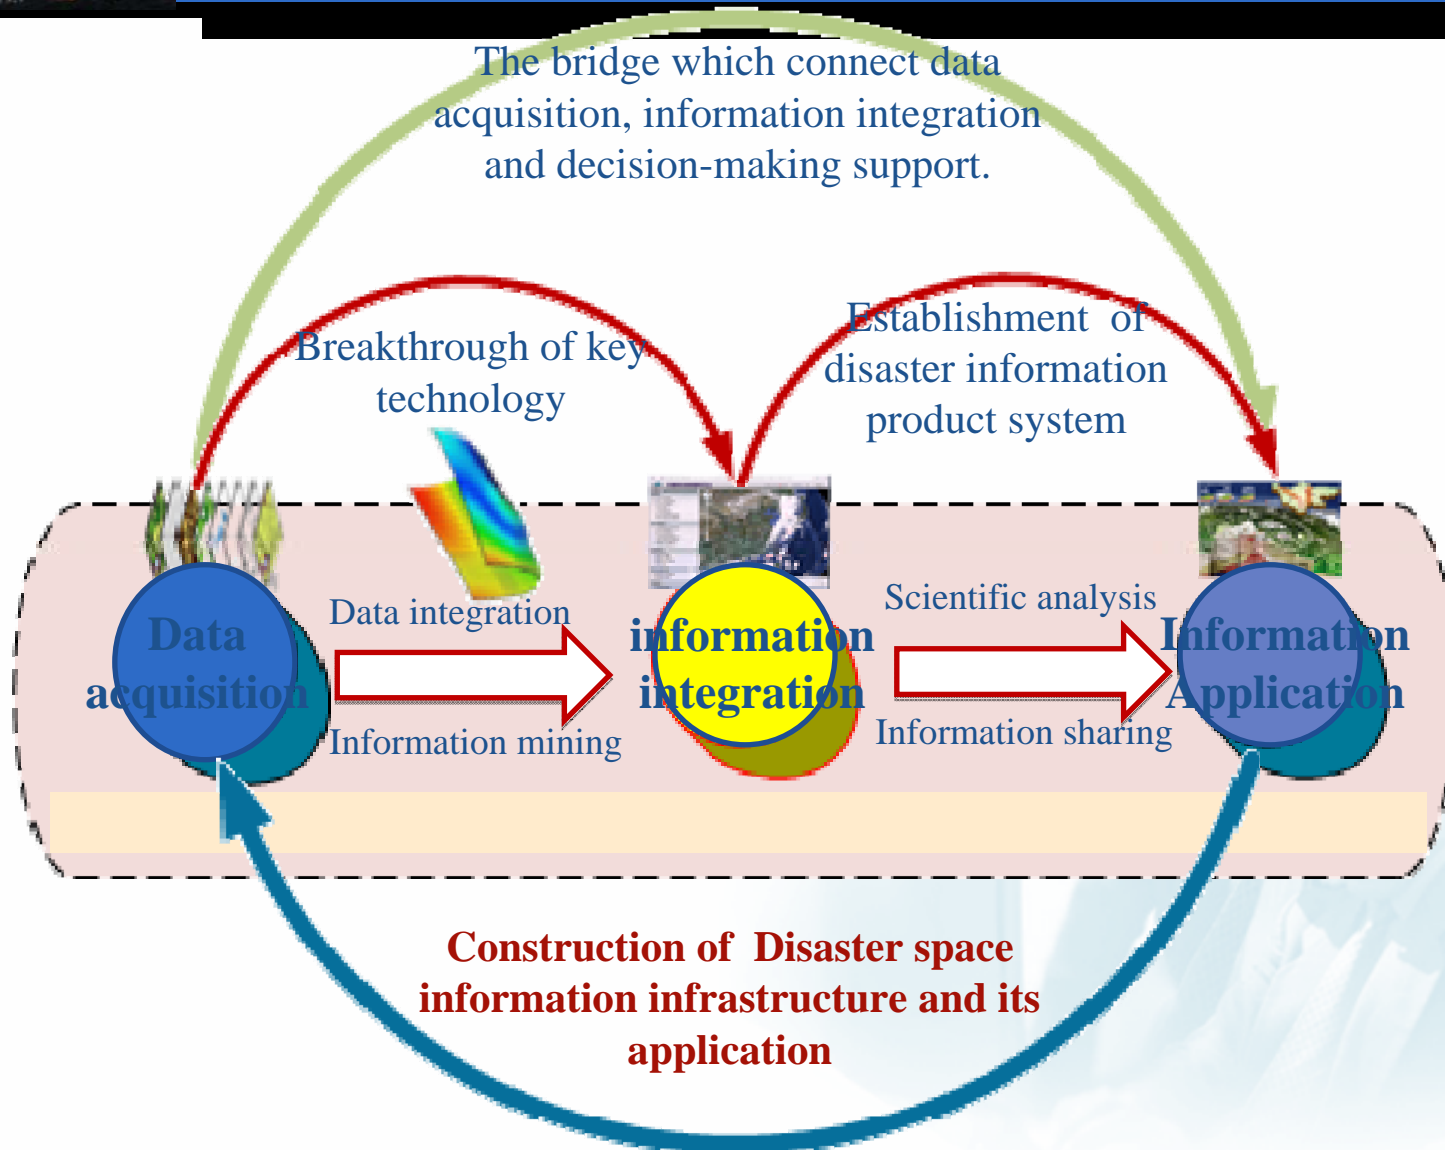 The bridge which connect data
acquisition, information integration
and decision-making support.
Breakthrough of key
technology
Establishment of
disaster information
product system
Data
acquisition
Data integration
Information mining
information
integration
Scientific analysis
Information sharing
Information
Application
Construction of Disaster space
information infrastructure and its
application